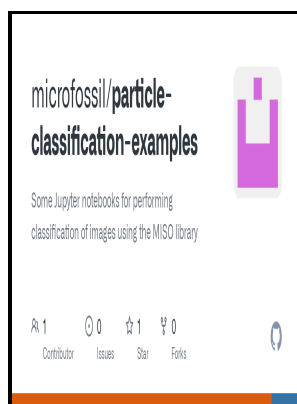 microfossil/particle-
classification-examples
Some Jupyter notebooks for performing
classification of images using the MISO library
1 0 1 0
Contributor Issues Star Forks